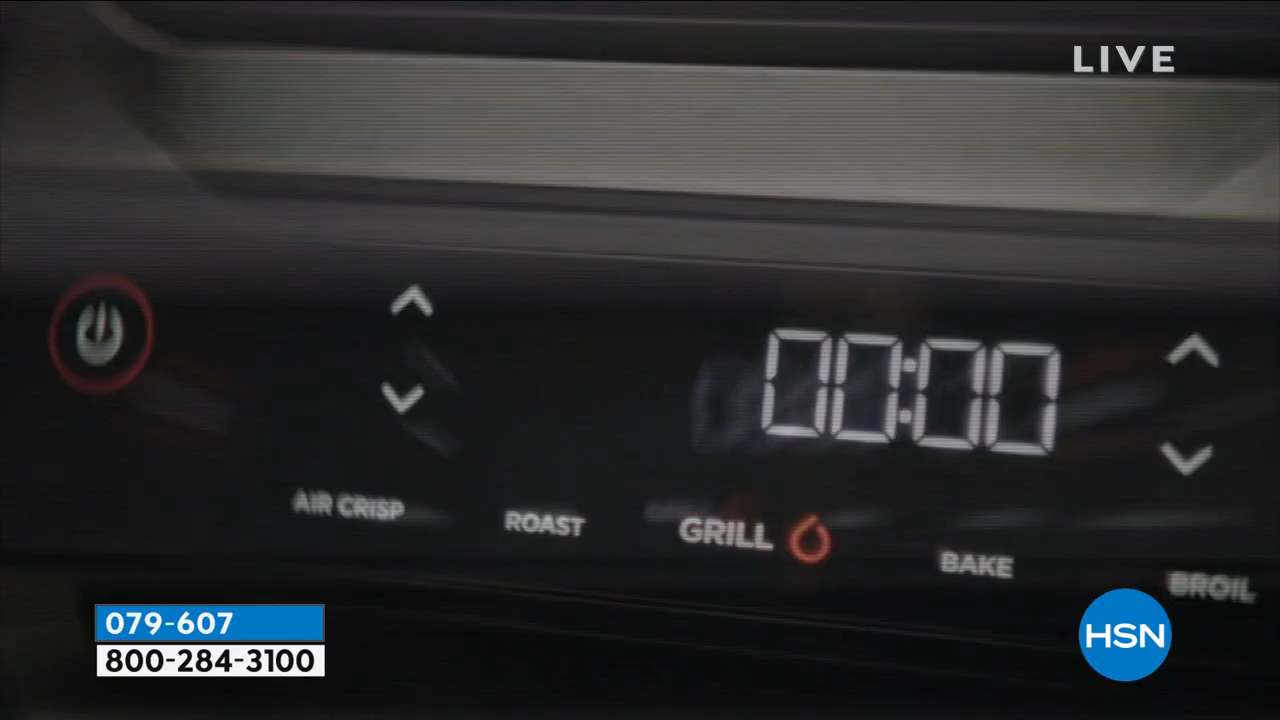 LIVE
00:00
AIR CRISP
ROAST
GRILL
BAKE
BROIL
079-607
800-284-3100
HSN